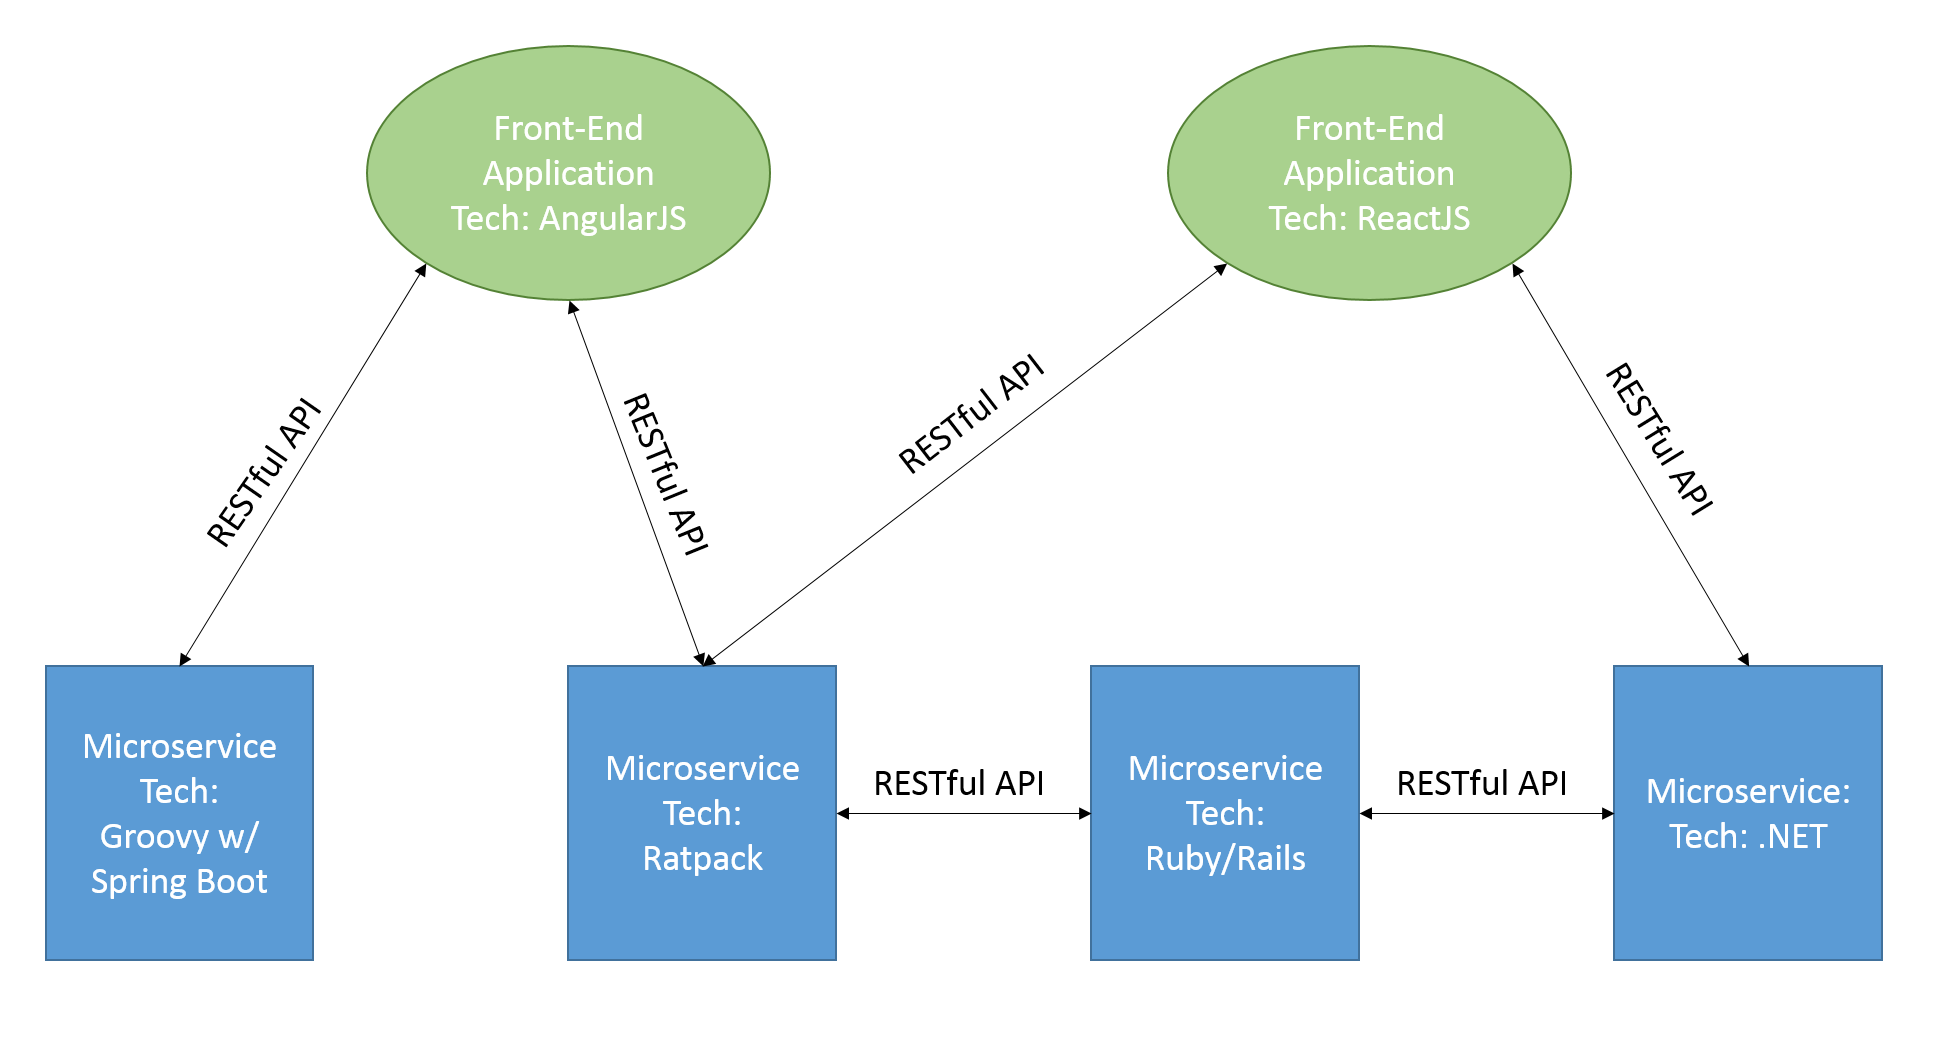 Front-End
Application
Tech: AngularJS
Front-End
Application
Tech: ReactJS
RESTful API
RESTful API
RESTful API
RESTful API
Microservice
Tech:
Groovy w/
Spring Boot
Microservice
Tech:
Ratpack
RESTful API
Microservice
Tech:
Ruby/Rails
RESTful API
Microservice:
Tech: .NET